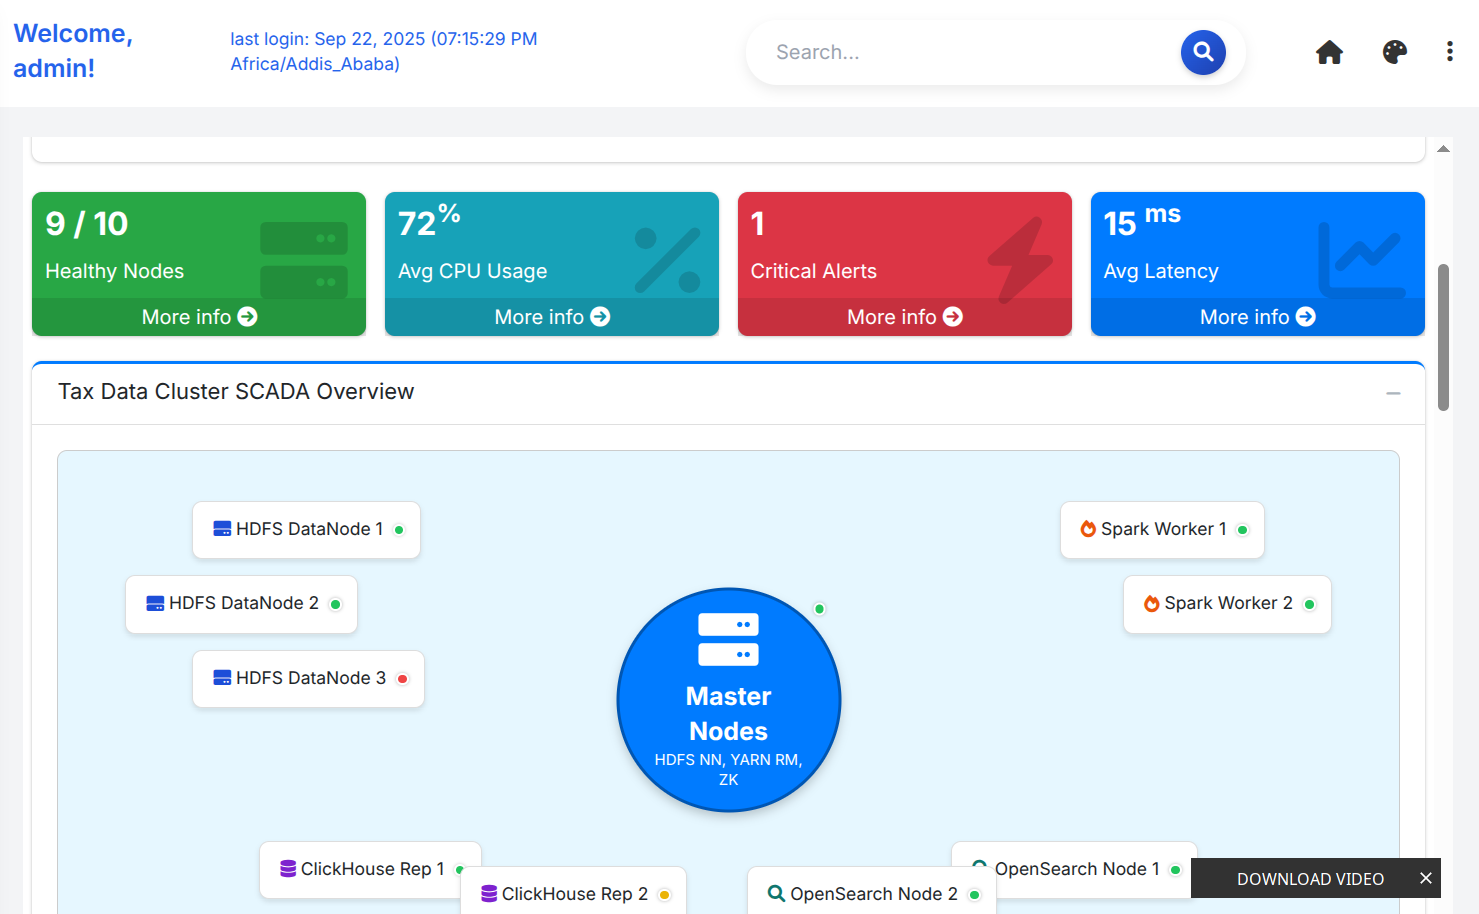 Welcome,
admin!
last login: Sep 22, 2025 (07:15:29 PM
Africa/Addis_Ababa)
Search...
9 / 10
Healthy Nodes
More info
72%
Avg CPU Usage
More info
1
Critical Alerts
More info
15 ms
Avg Latency
More info
Tax Data Cluster SCADA Overview
HDFS DataNode 1
Spark Worker 1
HDFS DataNode 2
Spark Worker 2
HDFS DataNode 3
Master
Nodes
HDFS NN, YARN RM,
ZK
ClickHouse Rep 1
OpenSearch Node 1
ClickHouse Rep 2
OpenSearch Node 2
DOWNLOAD VIDEO